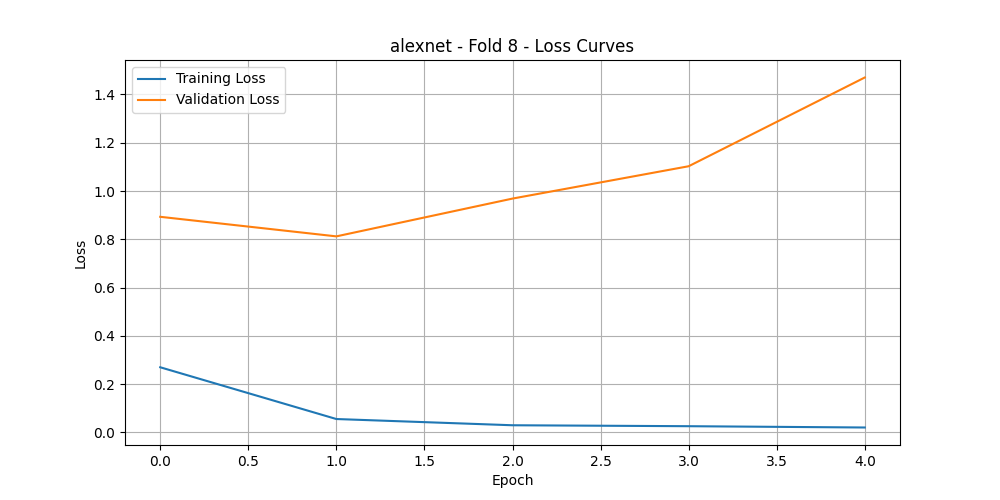 alexnet - Fold 8 - Loss Curves
Training Loss
Validation Loss
1.4
1.2
1.0
0.8
0.6
0.4
0.2
0.0
Loss
0.0 0.5 1.0 1.5 2.0 2.5 3.0 3.5 4.0
Epoch